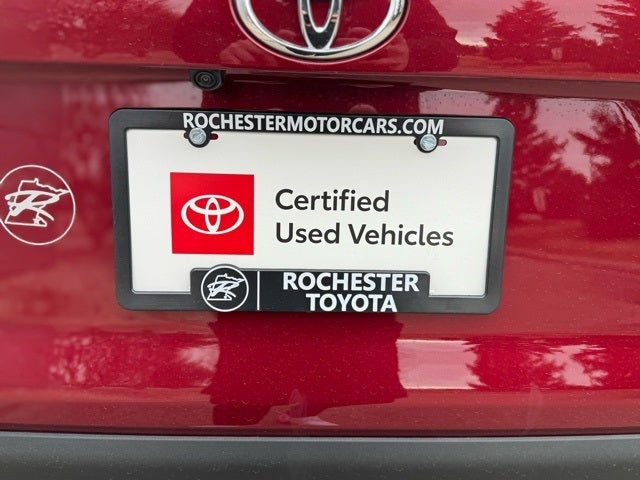 ROCHESTERMOTORCARS.COM
Certified
Used Vehicles
ROCHESTER
TOYOTA